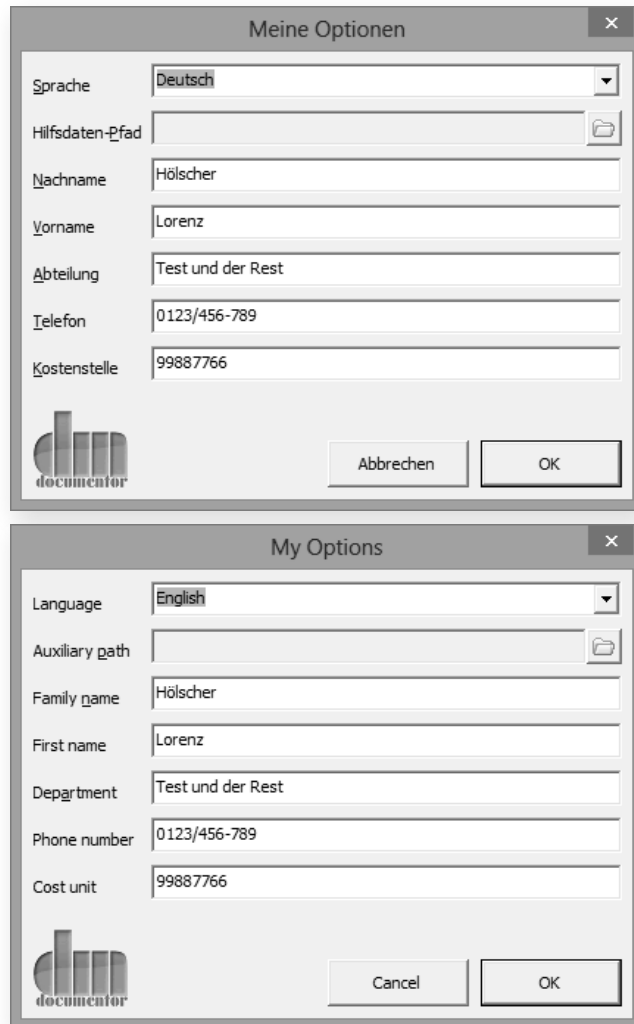 Meine Optionen
Sprache Deutsch
Hilfsdaten-Pfad
Nachname Hölscher
Vorname Lorenz
Abteilung Test und der Rest
Telefon 0123/456-789
Kostenstelle 99887766
dm
documentor
Abbrechen OK
My Options
Language English
Auxiliary path
Family name Hölscher
First name Lorenz
Department Test und der Rest
Phone number 0123/456-789
Cost unit 99887766
dm
documentor
Cancel OK